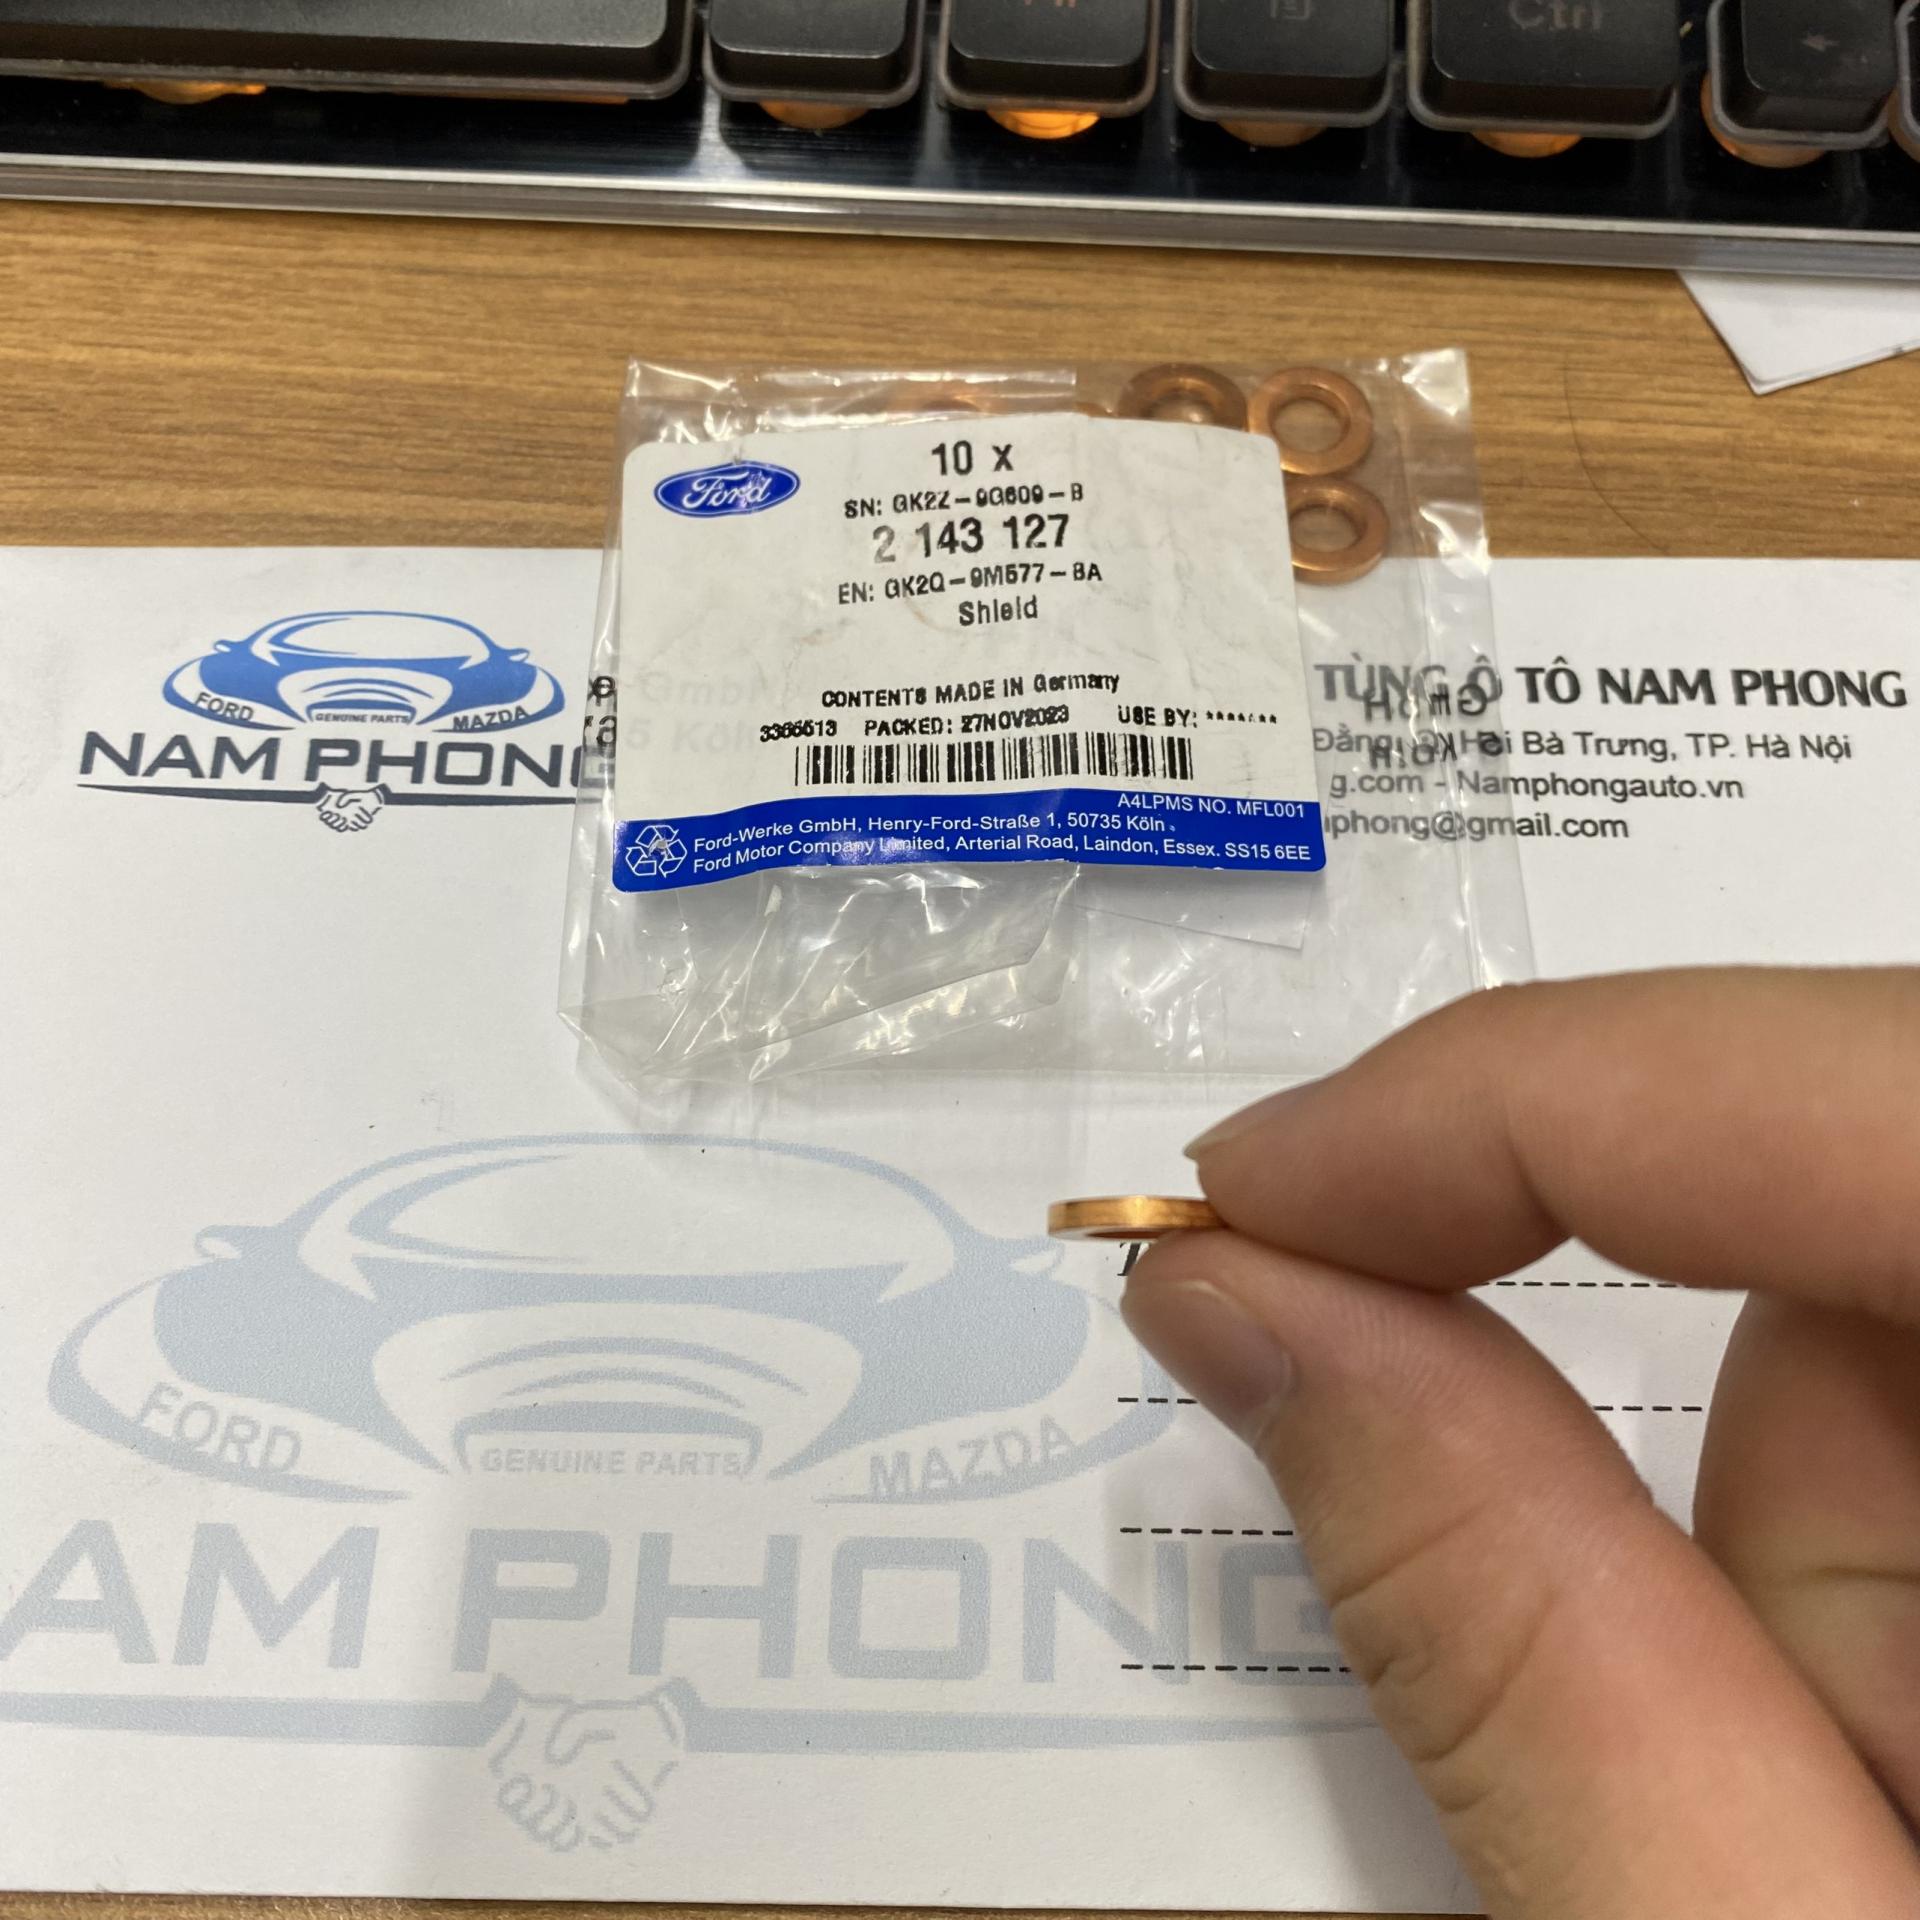 Ctrl
Ford
10 x
SN: GK2Z-9G609-B
2 143 127
EN: GK2Q-9M577-BA
Shield
CONTENTS MADE IN Germany
3366513 PACKED: 27NOV2023 USE BY: *******
A4LPMS NO. MFL001
Ford-Werke GmbH, Henry-Ford-Straße 1, 50735 Köln
Ford Motor Company Limited, Arterial Road, Laindon, Essex. SS15 6EE
FORD
GENUINE PARTS
MAZDA
NAM PHONG
TÙNG Ô TÔ NAM PHONG
Hai Bà Trưng, TP. Hà Nội
g.com - Namphongauto.vn
phong@gmail.com
FORD
GENUINE PARTS
MAZDA
AM PHONG